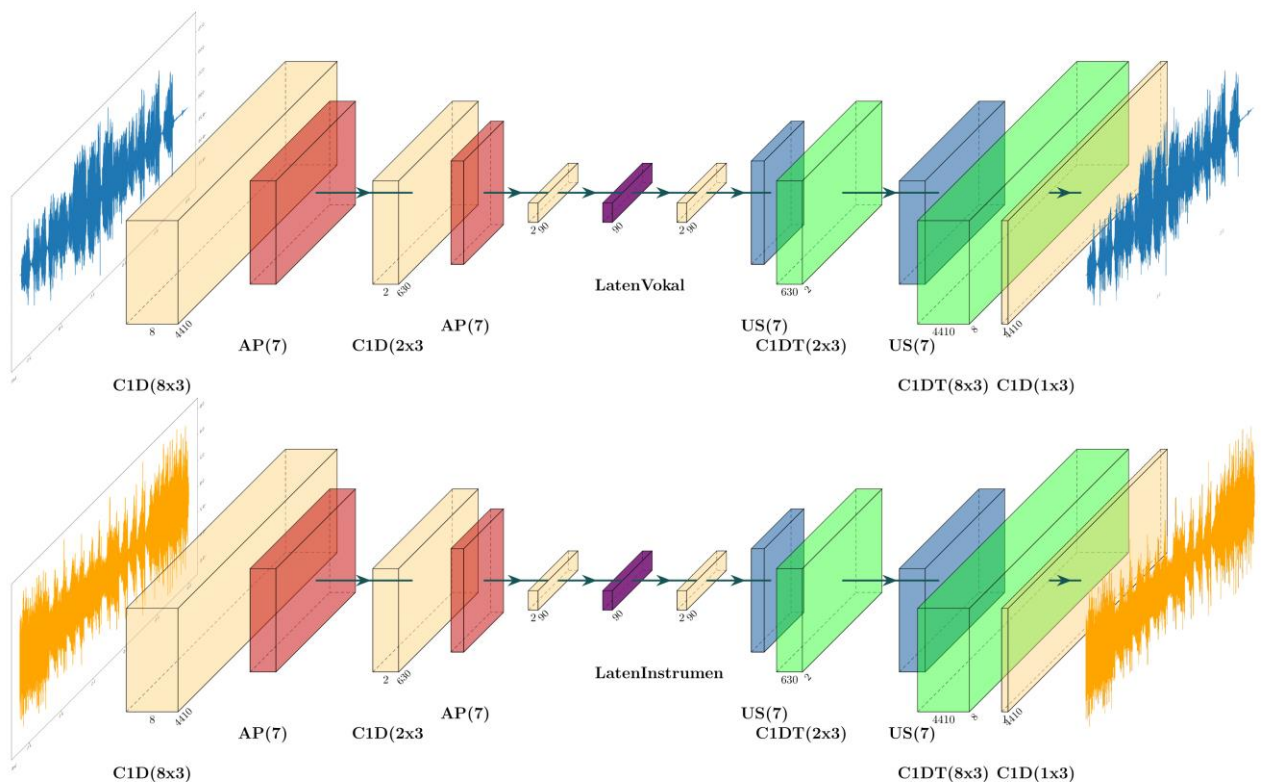 2 90
90
2 90
2 630
LatenVokal
630 2
8 4410
AP(7)
US(7)
4410 8
4410
AP(7)
C1D(2x3
C1DT(2x3)
US(7)
C1D(8x3)
C1DT(8x3) C1D(1x3)
2 90
90
2 90
2 630
LatenInstrumen
630 2
8 4410
AP(7)
US(7)
4410 8
4410
AP(7)
C1D(2x3
C1DT(2x3)
US(7)
C1D(8x3)
C1DT(8x3) C1D(1x3)